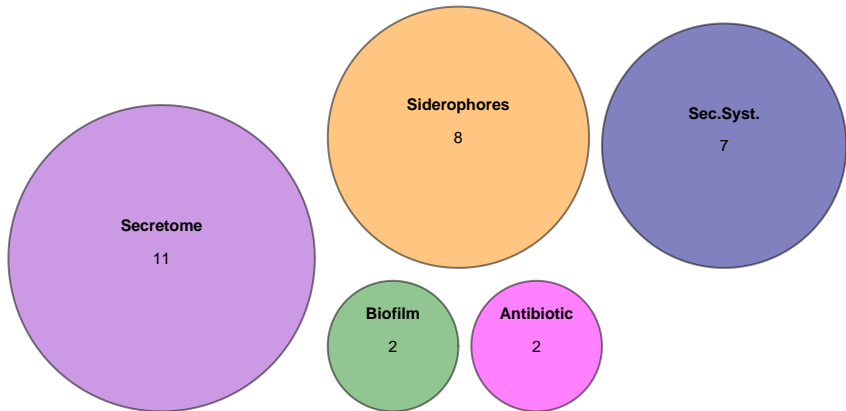 Siderophores
8
Sec.Syst.
7
Secretome
11
Biofilm
2
Antibiotic
2